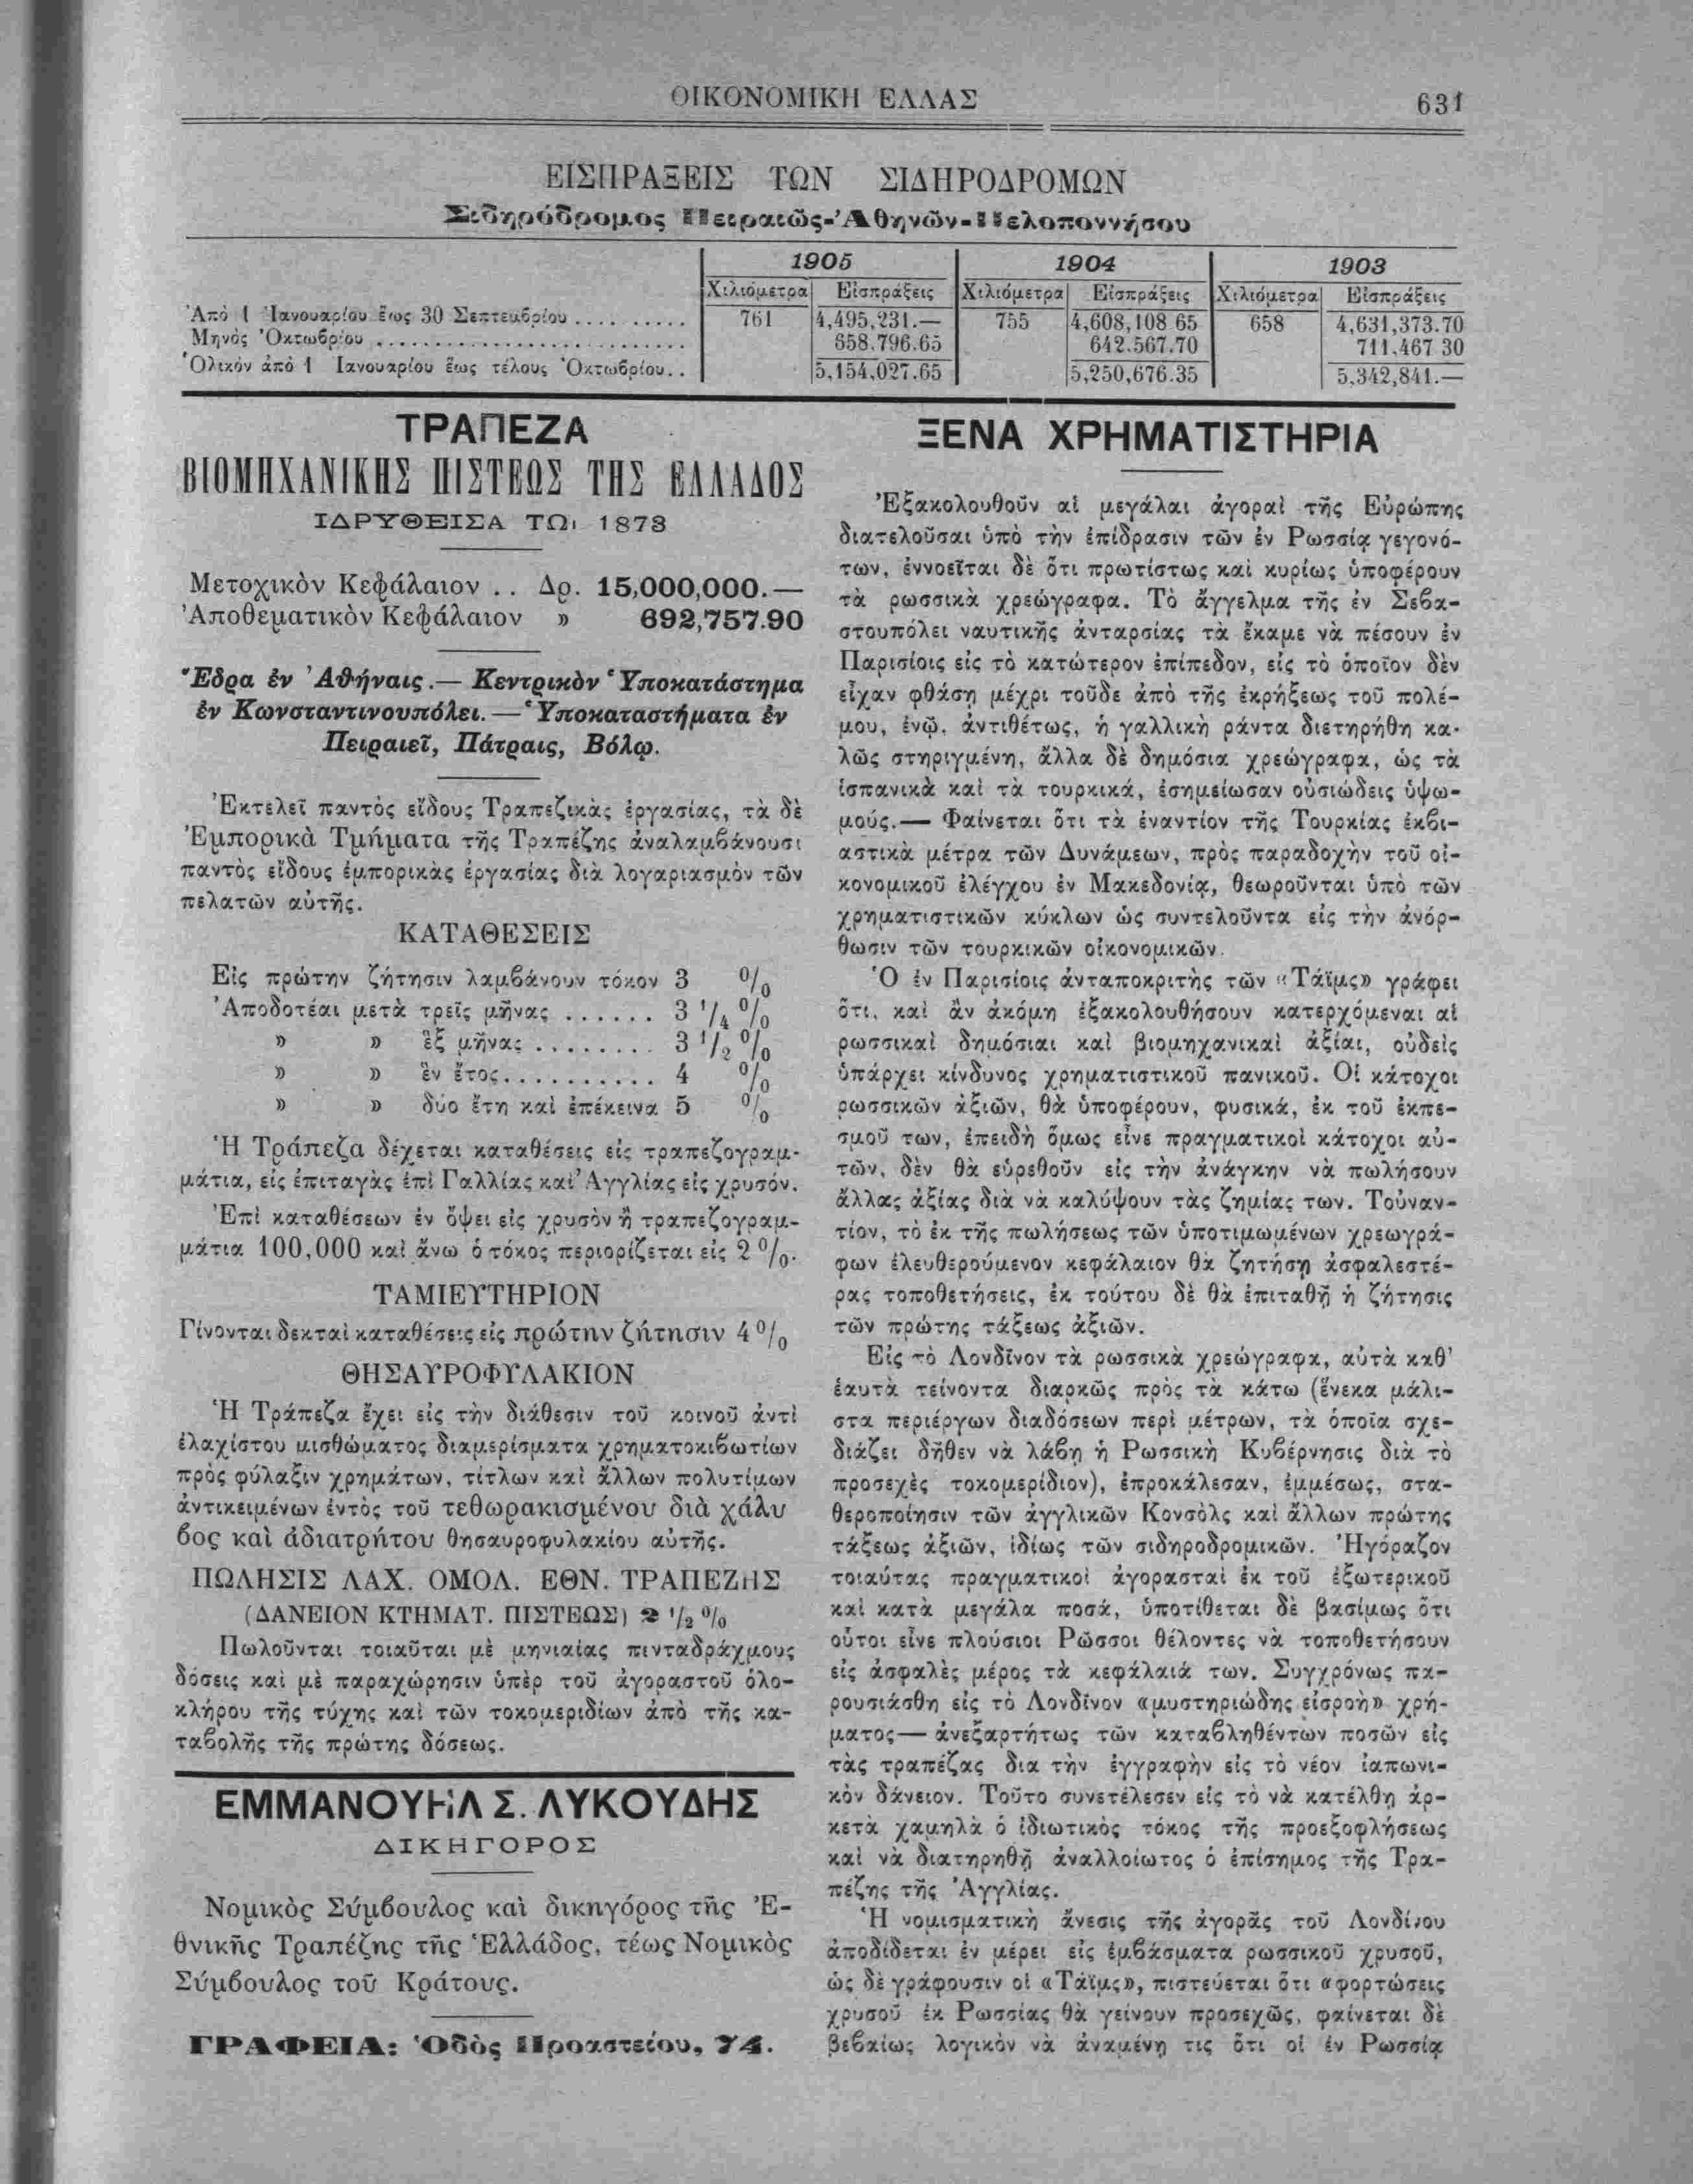 ΟΙΚΟΝΟΜΙΚΗ ΕΛΛΑΣ
631
ΕΙΣΠΡΑΞΕΙΣ ΤΩΝ ΣΙΔΗΡΟΔΡΟΜΩΝ
Σιδηρόδρομος Πειραιῶς-Ἀθηνῶν-Πελοποννήσου
1905 1904 1903
Χιλιόμετρα Εἰσπράξεις Χιλιόμετρα Εἰσπράξεις Χιλιόμετρα Εἰσπράξεις
Ἀπὸ 1 Ἰανουαρίου ἕως 30 Σεπτεμβρίου .......... 761 4,495,231.— 755 4,608,108 65 658 4,631,373.70
Μηνὸς Ὀκτωβρίου .......................... 658.796.65 642.567.70 711.467 30
Ὁλικὸν ἀπὸ 1 Ἰανουαρίου ἕως τέλους Ὀκτωβρίου.. 5,154,027.65 5,250,676.35 5,342,841.—
ΤΡΑΠΕΖΑ
ΒΙΟΜΗΧΑΝΙΚΗΣ ΠΙΣΤΕΩΣ ΤΗΣ ΕΛΛΑΔΟΣ
ΙΔΡΥΘΕΙΣΑ ΤΩι 1873
Μετοχικὸν Κεφάλαιον .. Δρ. 15,000,000.—
Ἀποθεματικὸν Κεφάλαιον » 692,757.90
Ἕδρα ἐν Ἀθήναις.— Κεντρικὸν Ὑποκατάστημα
ἐν Κωνσταντινουπόλει.—Ὑποκαταστήματα ἐν
Πειραιεῖ, Πάτραις, Βόλῳ.
Ἐκτελεῖ παντὸς εἴδους Τραπεζικὰς ἐργασίας, τὰ δὲ
Ἐμπορικὰ Τμήματα τῆς Τραπέζης ἀναλαμβάνουσι
παντὸς εἴδους ἐμπορικὰς ἐργασίας διὰ λογαριασμὸν τῶν
πελατῶν αὐτῆς.
ΚΑΤΑΘΕΣΕΙΣ
Εἰς πρώτην ζήτησιν λαμβάνουν τόκον 3 %
Ἀποδοτέαι μετὰ τρεῖς μῆνας ...... 3 1/4 %
» » ἓξ μῆνας ........ 3 1/2 %
» » ἓν ἔτος.......... 4 %
» » δύο ἔτη καὶ ἐπέκεινα 5 %
Ἡ Τράπεζα δέχεται καταθέσεις εἰς τραπεζογραμ-
μάτια, εἰς ἐπιταγὰς ἐπὶ Γαλλίας καὶ Ἀγγλίας εἰς χρυσόν.
Ἐπὶ καταθέσεων ἐν ὄψει εἰς χρυσὸν ἢ τραπεζογραμ-
μάτια 100,000 καὶ ἄνω ὁ τόκος περιορίζεται εἰς 2 %.
ΤΑΜΙΕΥΤΗΡΙΟΝ
Γίνονται δεκταὶ καταθέσεις εἰς πρώτην ζήτησιν 4 %
ΘΗΣΑΥΡΟΦΥΛΑΚΙΟΝ
Ἡ Τράπεζα ἔχει εἰς τὴν διάθεσιν τοῦ κοινοῦ ἀντὶ
ἐλαχίστου μισθώματος διαμερίσματα χρηματοκιβωτίων
πρὸς φύλαξιν χρημάτων, τίτλων καὶ ἄλλων πολυτίμων
ἀντικειμένων ἐντὸς τοῦ τεθωρακισμένου διὰ χάλυ
βος καὶ ἀδιατρήτου θησαυροφυλακίου αὐτῆς.
ΠΩΛΗΣΙΣ ΛΑΧ. ΟΜΟΛ. ΕΘΝ. ΤΡΑΠΕΖΗΣ
(ΔΑΝΕΙΟΝ ΚΤΗΜΑΤ. ΠΙΣΤΕΩΣ) 2 1/2 %
Πωλοῦνται τοιαῦται μὲ μηνιαίας πενταδράχμους
δόσεις καὶ μὲ παραχώρησιν ὑπὲρ τοῦ ἀγοραστοῦ ὁλο-
κλήρου τῆς τύχης καὶ τῶν τοκομεριδίων ἀπὸ τῆς κα-
ταβολῆς τῆς πρώτης δόσεως.
ΕΜΜΑΝΟΥΗΛ Σ. ΛΥΚΟΥΔΗΣ
ΔΙΚΗΓΟΡΟΣ
Νομικὸς Σύμβουλος καὶ δικηγόρος τῆς Ἐ-
θνικῆς Τραπέζης τῆς Ἑλλάδος, τέως Νομικὸς
Σύμβουλος τοῦ Κράτους.
ΓΡΑΦΕΙΑ: Ὁδὸς Προαστείου, 74.
ΞΕΝΑ ΧΡΗΜΑΤΙΣΤΗΡΙΑ
Ἐξακολουθοῦν αἱ μεγάλαι ἀγοραὶ τῆς Εὐρώπης
διατελοῦσαι ὑπὸ τὴν ἐπίδρασιν τῶν ἐν Ρωσσίᾳ γεγονό-
των, ἐννοεῖται δὲ ὅτι πρωτίστως καὶ κυρίως ὑποφέρουν
τὰ ρωσσικὰ χρεώγραφα. Τὸ ἄγγελμα τῆς ἐν Σεβα-
στουπόλει ναυτικῆς ἀνταρσίας τὰ ἔκαμε νὰ πέσουν ἐν
Παρισίοις εἰς τὸ κατώτερον ἐπίπεδον, εἰς τὸ ὁποῖον δὲν
εἶχαν φθάσῃ μέχρι τοῦδε ἀπὸ τῆς ἐκρήξεως τοῦ πολέ-
μου, ἐνῷ, ἀντιθέτως, ἡ γαλλικὴ ράντα διετηρήθη κα-
λῶς στηριγμένη, ἄλλα δὲ δημόσια χρεώγραφα, ὡς τὰ
ἰσπανικὰ καὶ τὰ τουρκικά, ἐσημείωσαν οὐσιώδεις ὑψω-
μούς.— Φαίνεται ὅτι τὰ ἐναντίον τῆς Τουρκίας ἐκβι-
αστικὰ μέτρα τῶν Δυνάμεων, πρὸς παραδοχὴν τοῦ οἰ-
κονομικοῦ ἐλέγχου ἐν Μακεδονίᾳ, θεωροῦνται ὑπὸ τῶν
χρηματιστικῶν κύκλων ὡς συντελοῦντα εἰς τὴν ἀνόρ-
θωσιν τῶν τουρκικῶν οἰκονομικῶν.
Ὁ ἐν Παρισίοις ἀνταποκριτὴς τῶν «Τάϊμς» γράφει
ὅτι, καὶ ἂν ἀκόμη ἐξακολουθήσουν κατερχόμεναι αἱ
ρωσσικαὶ δημόσιαι καὶ βιομηχανικαὶ ἀξίαι, οὐδεὶς
ὑπάρχει κίνδυνος χρηματιστικοῦ πανικοῦ. Οἱ κάτοχοι
ρωσσικῶν ἀξιῶν, θὰ ὑποφέρουν, φυσικά, ἐκ τοῦ ἐκπε-
σμοῦ των, ἐπειδὴ ὅμως εἶνε πραγματικοὶ κάτοχοι αὐ-
τῶν, δὲν θὰ εὑρεθοῦν εἰς τὴν ἀνάγκην νὰ πωλήσουν
ἄλλας ἀξίας διὰ νὰ καλύψουν τὰς ζημίας των. Τοὐναν-
τίον, τὸ ἐκ τῆς πωλήσεως τῶν ὑποτιμωμένων χρεωγρά-
φων ἐλευθερούμενον κεφάλαιον θὰ ζητήσῃ ἀσφαλεστέ-
ρας τοποθετήσεις, ἐκ τούτου δὲ θὰ ἐπιταθῇ ἡ ζήτησις
τῶν πρώτης τάξεως ἀξιῶν.
Εἰς τὸ Λονδῖνον τὰ ρωσσικὰ χρεώγραφα, αὐτὰ καθ'
ἑαυτὰ τείνοντα διαρκῶς πρὸς τὰ κάτω (ἕνεκα μάλι-
στα περιέργων διαδόσεων περὶ μέτρων, τὰ ὁποῖα σχε-
διάζει δῆθεν νὰ λάβῃ ἡ Ρωσσικὴ Κυβέρνησις διὰ τὸ
προσεχὲς τοκομερίδιον), ἐπροκάλεσαν, ἐμμέσως, στα-
θεροποίησιν τῶν ἀγγλικῶν Κονσὸλς καὶ ἄλλων πρώτης
τάξεως ἀξιῶν, ἰδίως τῶν σιδηροδρομικῶν. Ἠγόραζον
τοιαύτας πραγματικοὶ ἀγορασταὶ ἐκ τοῦ ἐξωτερικοῦ
καὶ κατὰ μεγάλα ποσά, ὑποτίθεται δὲ βασίμως ὅτι
οὗτοι εἶνε πλούσιοι Ρῶσσοι θέλοντες νὰ τοποθετήσουν
εἰς ἀσφαλὲς μέρος τὰ κεφάλαιά των. Συγχρόνως πα-
ρουσιάσθη εἰς τὸ Λονδῖνον «μυστηριώδης εἰσροὴ» χρή-
ματος— ἀνεξαρτήτως τῶν καταβληθέντων ποσῶν εἰς
τὰς τραπέζας δια τὴν ἐγγραφὴν εἰς τὸ νέον ἰαπωνι-
κὸν δάνειον. Τοῦτο συνετέλεσεν εἰς τὸ νὰ κατέλθῃ ἀρ-
κετὰ χαμηλὰ ὁ ἰδιωτικὸς τόκος τῆς προεξοφλήσεως
καὶ νὰ διατηρηθῇ ἀναλλοίωτος ὁ ἐπίσημος τῆς Τρα-
πέζης τῆς Ἀγγλίας.
Ἡ νομισματικὴ ἄνεσις τῆς ἀγορᾶς τοῦ Λονδίνου
ἀποδίδεται ἐν μέρει εἰς ἐμβάσματα ρωσσικοῦ χρυσοῦ,
ὡς δὲ γράφουσιν οἱ «Τάϊμς», πιστεύεται ὅτι «φορτώσεις
χρυσοῦ ἐκ Ρωσσίας θὰ γείνουν προσεχῶς, φαίνεται δὲ
βεβαίως λογικὸν νὰ ἀναμένῃ τις ὅτι οἱ ἐν Ρωσσίᾳ